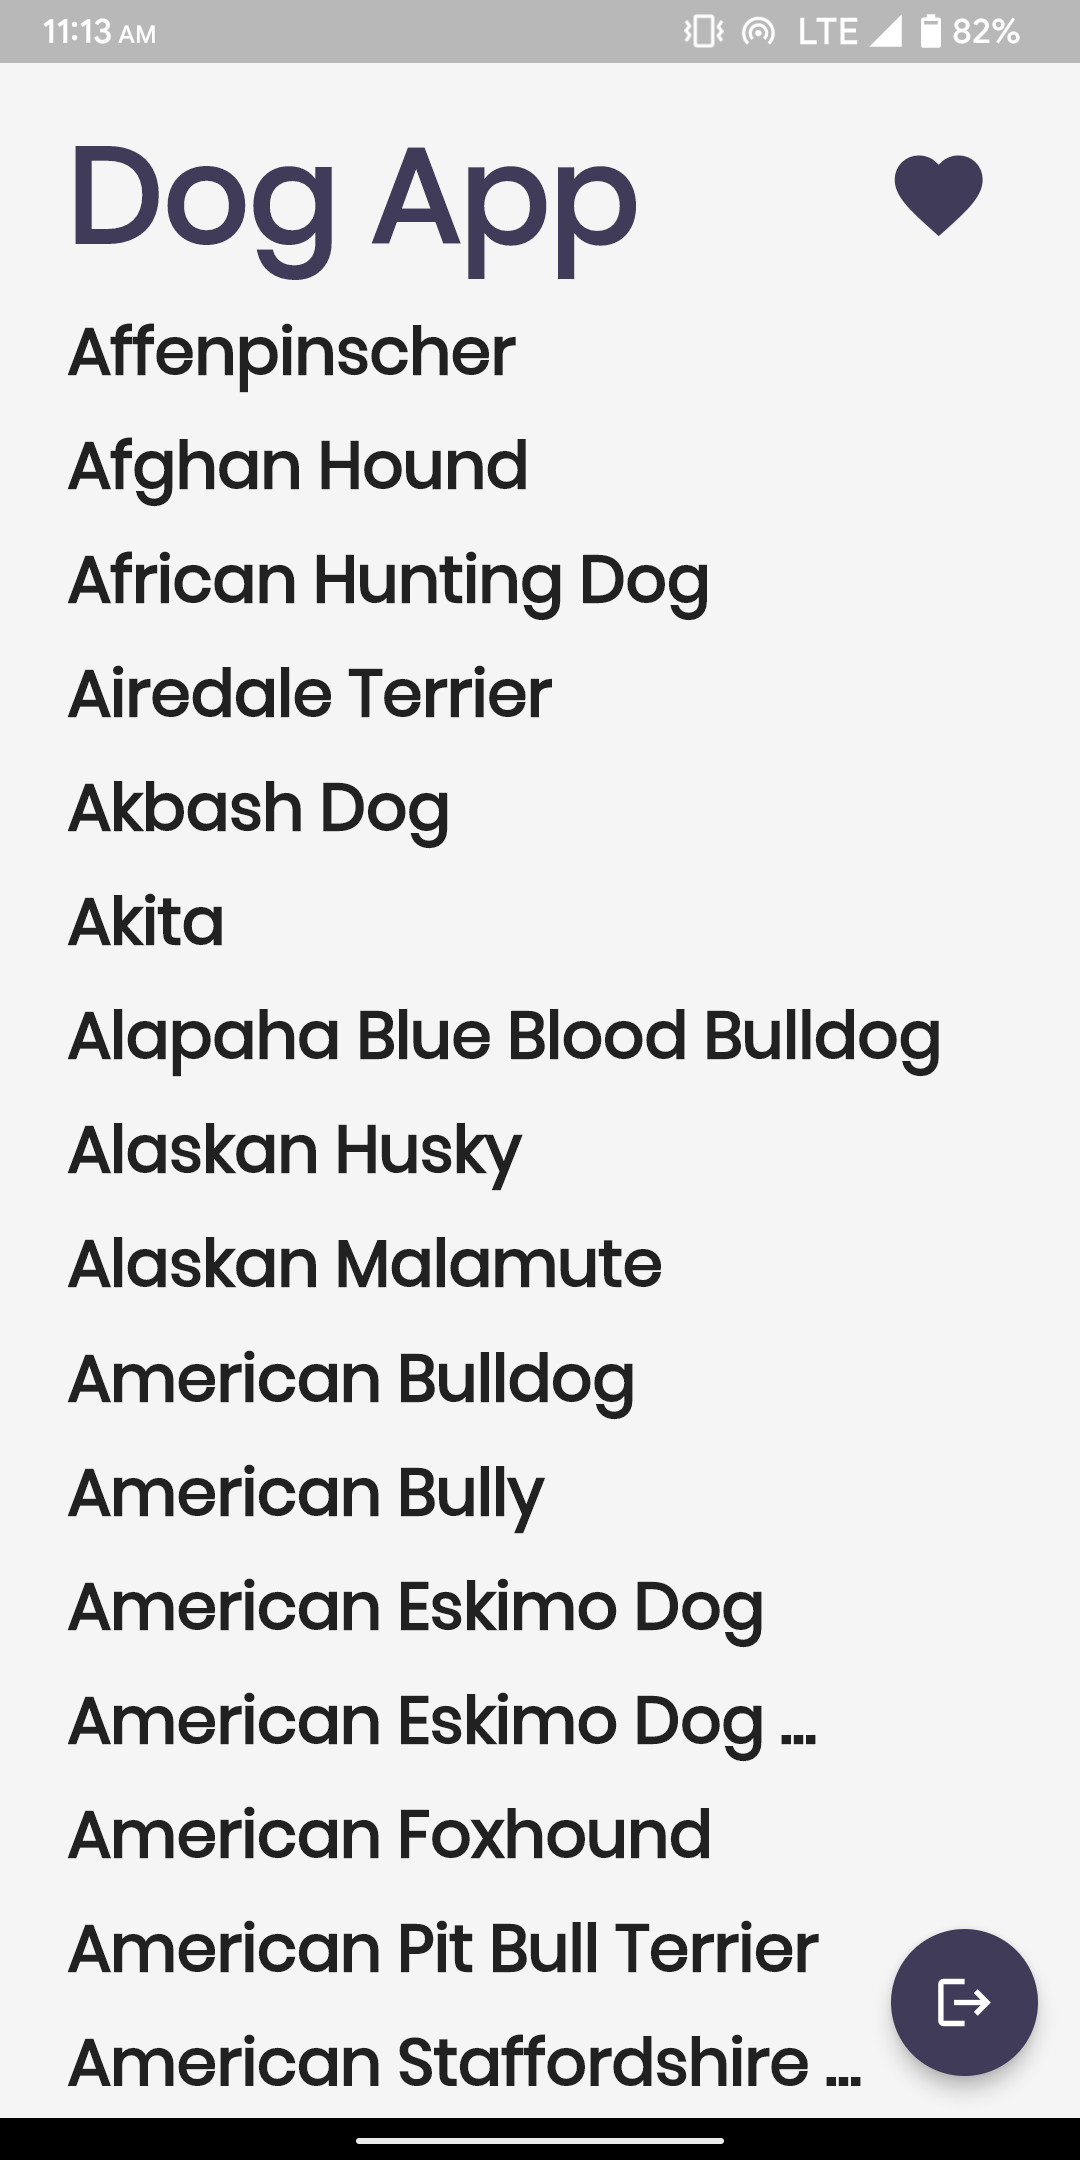 11:13 AM LTE 82%
Dog App
Affenpinscher
Afghan Hound
African Hunting Dog
Airedale Terrier
Akbash Dog
Akita
Alapaha Blue Blood Bulldog
Alaskan Husky
Alaskan Malamute
American Bulldog
American Bully
American Eskimo Dog
American Eskimo Dog ...
American Foxhound
American Pit Bull Terrier
American Staffordshire ...